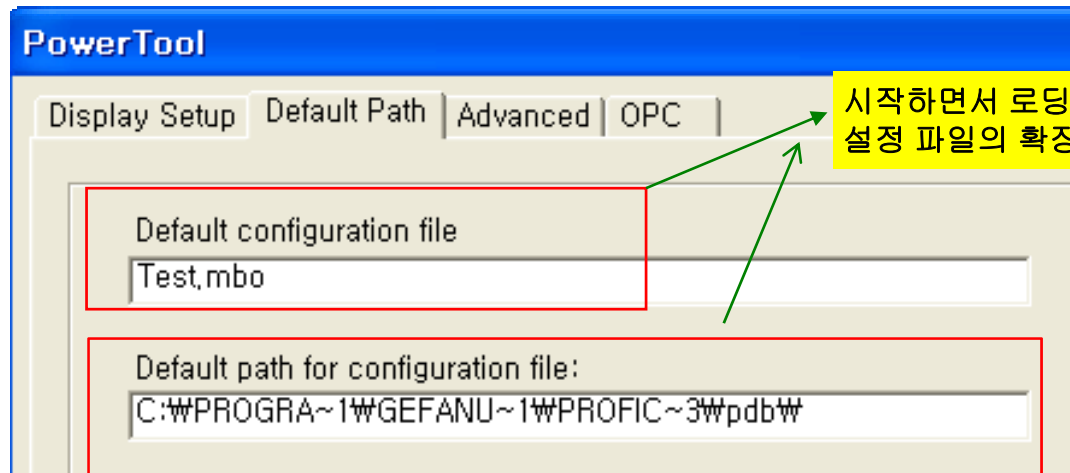 PowerTool
Display Setup Default Path Advanced OPC
시작하면서 로딩
설정 파일의 확장
Default configuration file
Test.mbo
Default path for configuration file:
C:₩PROGRA~1₩GEFANU~1₩PROFIC~3₩pdb₩